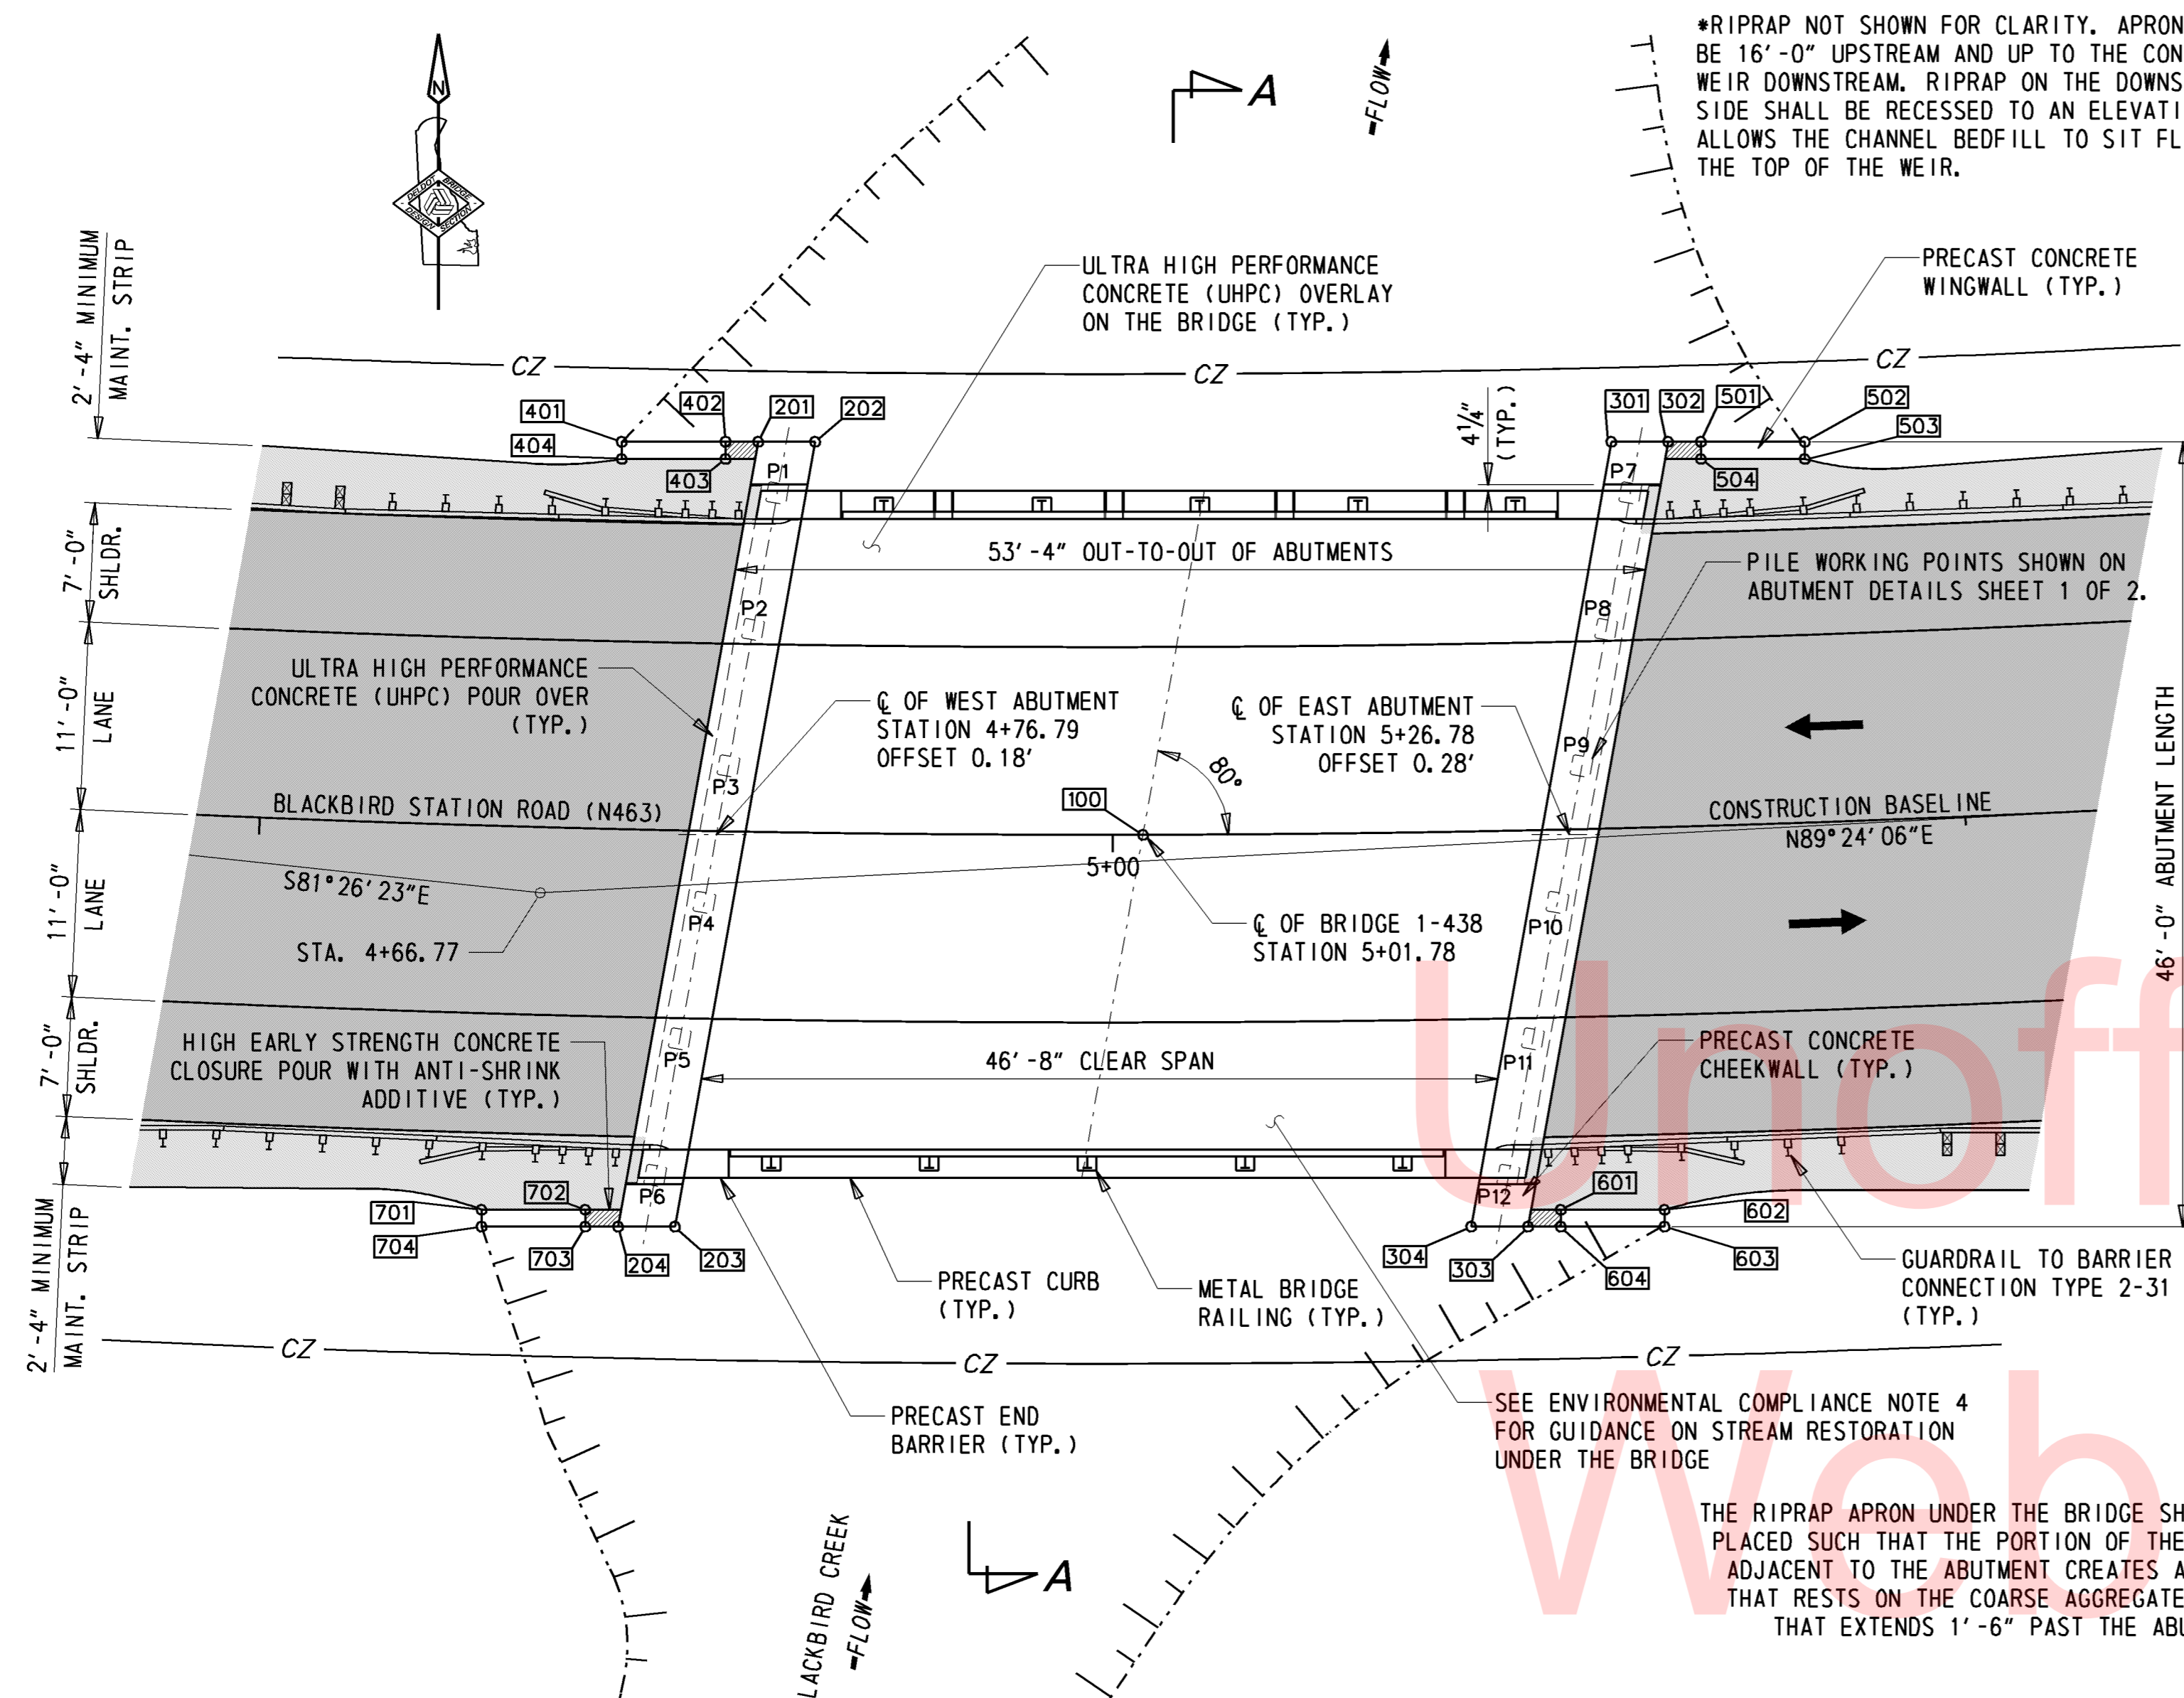 *RIPRAP NOT SHOWN FOR CLARITY. APRON
BE 16'-0" UPSTREAM AND UP TO THE CON
WEIR DOWNSTREAM. RIPRAP ON THE DOWNS
SIDE SHALL BE RECESSED TO AN ELEVATI
ALLOWS THE CHANNEL BEDFILL TO SIT FL
THE TOP OF THE WEIR.
N
DELDOT BRIDGE
DESIGN SECTION
A
FLOW
2'-4" MINIMUM
MAINT. STRIP
ULTRA HIGH PERFORMANCE
CONCRETE (UHPC) OVERLAY
ON THE BRIDGE (TYP.)
PRECAST CONCRETE
WINGWALL (TYP.)
CZ
CZ
CZ
401
402
201
202
404
403
4 1/4"
(TYP.)
301
302
501
502
503
504
P1
P7
7'-0"
SHLDR.
53'-4" OUT-TO-OUT OF ABUTMENTS
PILE WORKING POINTS SHOWN ON
ABUTMENT DETAILS SHEET 1 OF 2.
P2
P8
11'-0"
LANE
ULTRA HIGH PERFORMANCE
CONCRETE (UHPC) POUR OVER
(TYP.)
℄ OF WEST ABUTMENT
STATION 4+76.79
OFFSET 0.18'
℄ OF EAST ABUTMENT
STATION 5+26.78
OFFSET 0.28'
P3
P9
80°
100
BLACKBIRD STATION ROAD (N463)
CONSTRUCTION BASELINE
N89°24'06"E
5+00
S81°26'23"E
STA. 4+66.77
11'-0"
LANE
℄ OF BRIDGE 1-438
STATION 5+01.78
P4
P10
46'-0" ABUTMENT LENGTH
7'-0"
SHLDR.
HIGH EARLY STRENGTH CONCRETE
CLOSURE POUR WITH ANTI-SHRINK
ADDITIVE (TYP.)
46'-8" CLEAR SPAN
P5
P11
PRECAST CONCRETE
CHEEKWALL (TYP.)
P6
P12
701
702
704
703
204
203
304
303
601
602
604
603
2'-4" MINIMUM
MAINT. STRIP
PRECAST CURB
(TYP.)
METAL BRIDGE
RAILING (TYP.)
GUARDRAIL TO BARRIER
CONNECTION TYPE 2-31
(TYP.)
CZ
CZ
CZ
PRECAST END
BARRIER (TYP.)
SEE ENVIRONMENTAL COMPLIANCE NOTE 4
FOR GUIDANCE ON STREAM RESTORATION
UNDER THE BRIDGE
A
LACKBIRD CREEK
FLOW
THE RIPRAP APRON UNDER THE BRIDGE SH
PLACED SUCH THAT THE PORTION OF THE
ADJACENT TO THE ABUTMENT CREATES A
THAT RESTS ON THE COARSE AGGREGATE
THAT EXTENDS 1'-6" PAST THE ABU
Unoff
Web